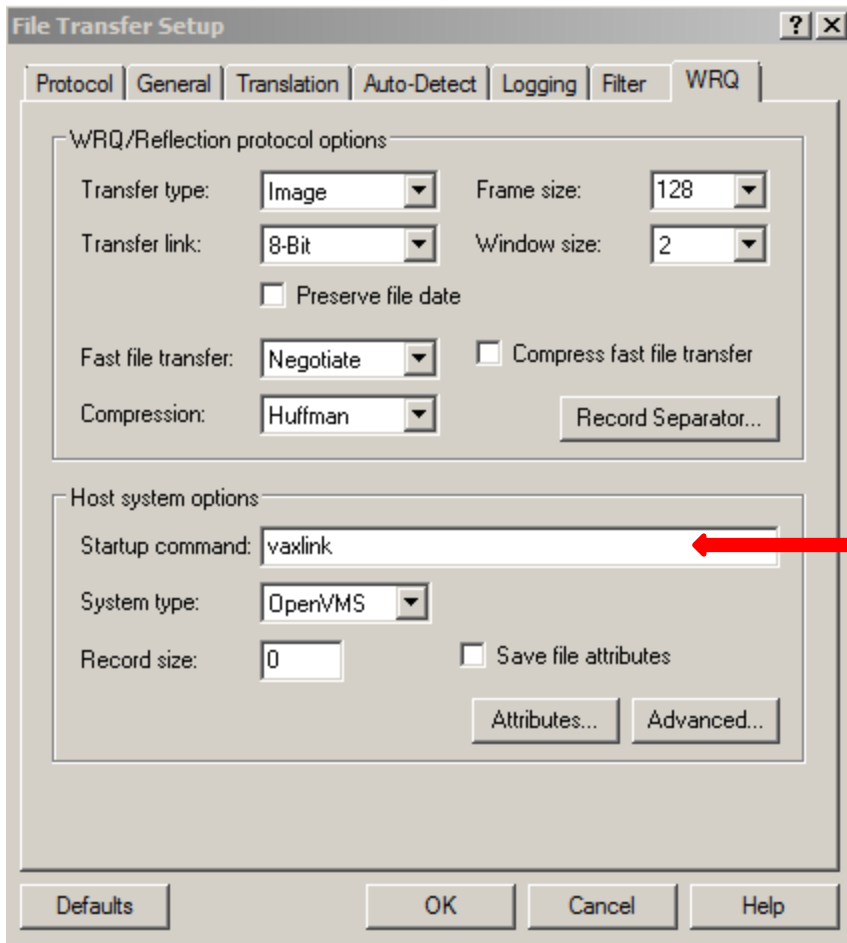 File Transfer Setup ? X
Protocol General Translation Auto-Detect Logging Filter WRQ
WRQ/Reflection protocol options
Transfer type: Image Frame size: 128
Transfer link: 8-Bit Window size: 2
Preserve file date
Fast file transfer: Negotiate Compress fast file transfer
Compression: Huffman Record Separator...
Host system options
Startup command: vaxlink
System type: OpenVMS
Record size: 0 Save file attributes
Attributes... Advanced...
Defaults OK Cancel Help